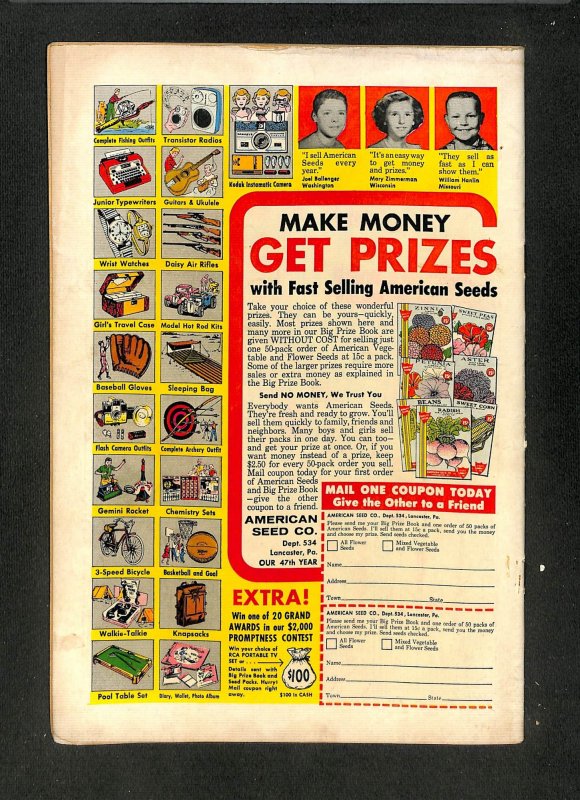 Complete Fishing Outfits
Transistor Radios
Kodak Instamatic Camera
"I sell American
Seeds every
year."
Joel Ballenger
Washington
"It's an easy way
to get money
and prizes."
Mary Zimmerman
Wisconsin
"They sell as
fast as I can
show them."
William Hanlin
Missouri
Junior Typewriters
Guitars & Ukulele
Wrist Watches
Daisy Air Rifles
Girl's Travel Case
Model Hot Rod Kits
Baseball Gloves
Sleeping Bag
Flash Camera Outfits
Complete Archery Outfit
Gemini Rocket
Chemistry Sets
3-Speed Bicycle
Basketball and Goal
Walkie-Talkie
Knapsacks
Pool Table Set
Diary, Wallet, Photo Album
MAKE MONEY
GET PRIZES
with Fast Selling American Seeds
Take your choice of these wonderful
prizes. They can be yours—quickly,
easily. Most prizes shown here and
many more in our Big Prize Book are
given WITHOUT COST for selling just
one 50-pack order of American Vege-
table and Flower Seeds at 15c a pack.
Some of the larger prizes require more
sales or extra money as explained in
the Big Prize Book.
Send NO MONEY, We Trust You
Everybody wants American Seeds.
They're fresh and ready to grow. You'll
sell them quickly to family, friends and
neighbors. Many boys and girls sell
their packs in one day. You can too—
and get your prize at once. Or, if you
want money instead of a prize, keep
$2.50 for every 50-pack order you sell.
Mail coupon today for your first order
of American Seeds
and Big Prize Book
—give the other
coupon to a friend.
AMERICAN
SEED CO.
Dept. 534
Lancaster, Pa.
OUR 47th YEAR
ZINNIA
SWEET PEAS
PETUNIA
ASTER
BEANS
SWEET CORN
RADISH
MAIL ONE COUPON TODAY
Give the Other to a Friend
AMERICAN SEED CO., Dept. 534, Lancaster, Pa.
Please send me your Big Prize Book and one order of 50 packs of
American Seeds. I'll sell them at 15c a pack, send you the money
and choose my prize. Send seeds checked.
All Flower
Seeds
Mixed Vegetable
and Flower Seeds
Name
Address
Town State
AMERICAN SEED CO., Dept. 534, Lancaster, Pa.
Please send me your Big Prize Book and one order of 50 packs of
American Seeds. I'll sell them at 15c a pack, send you the money
and choose my prize. Send seeds checked.
All Flower
Seeds
Mixed Vegetable
and Flower Seeds
Name
Address
Town State
EXTRA!
Win one of 20 GRAND
AWARDS in our $2,000
PROMPTNESS CONTEST
Win your choice of
RCA PORTABLE TV
SET or
Details sent with
Big Prize Book and
Seed Packs. Hurry!
Mail coupon right
away.
$100
$100 in CASH